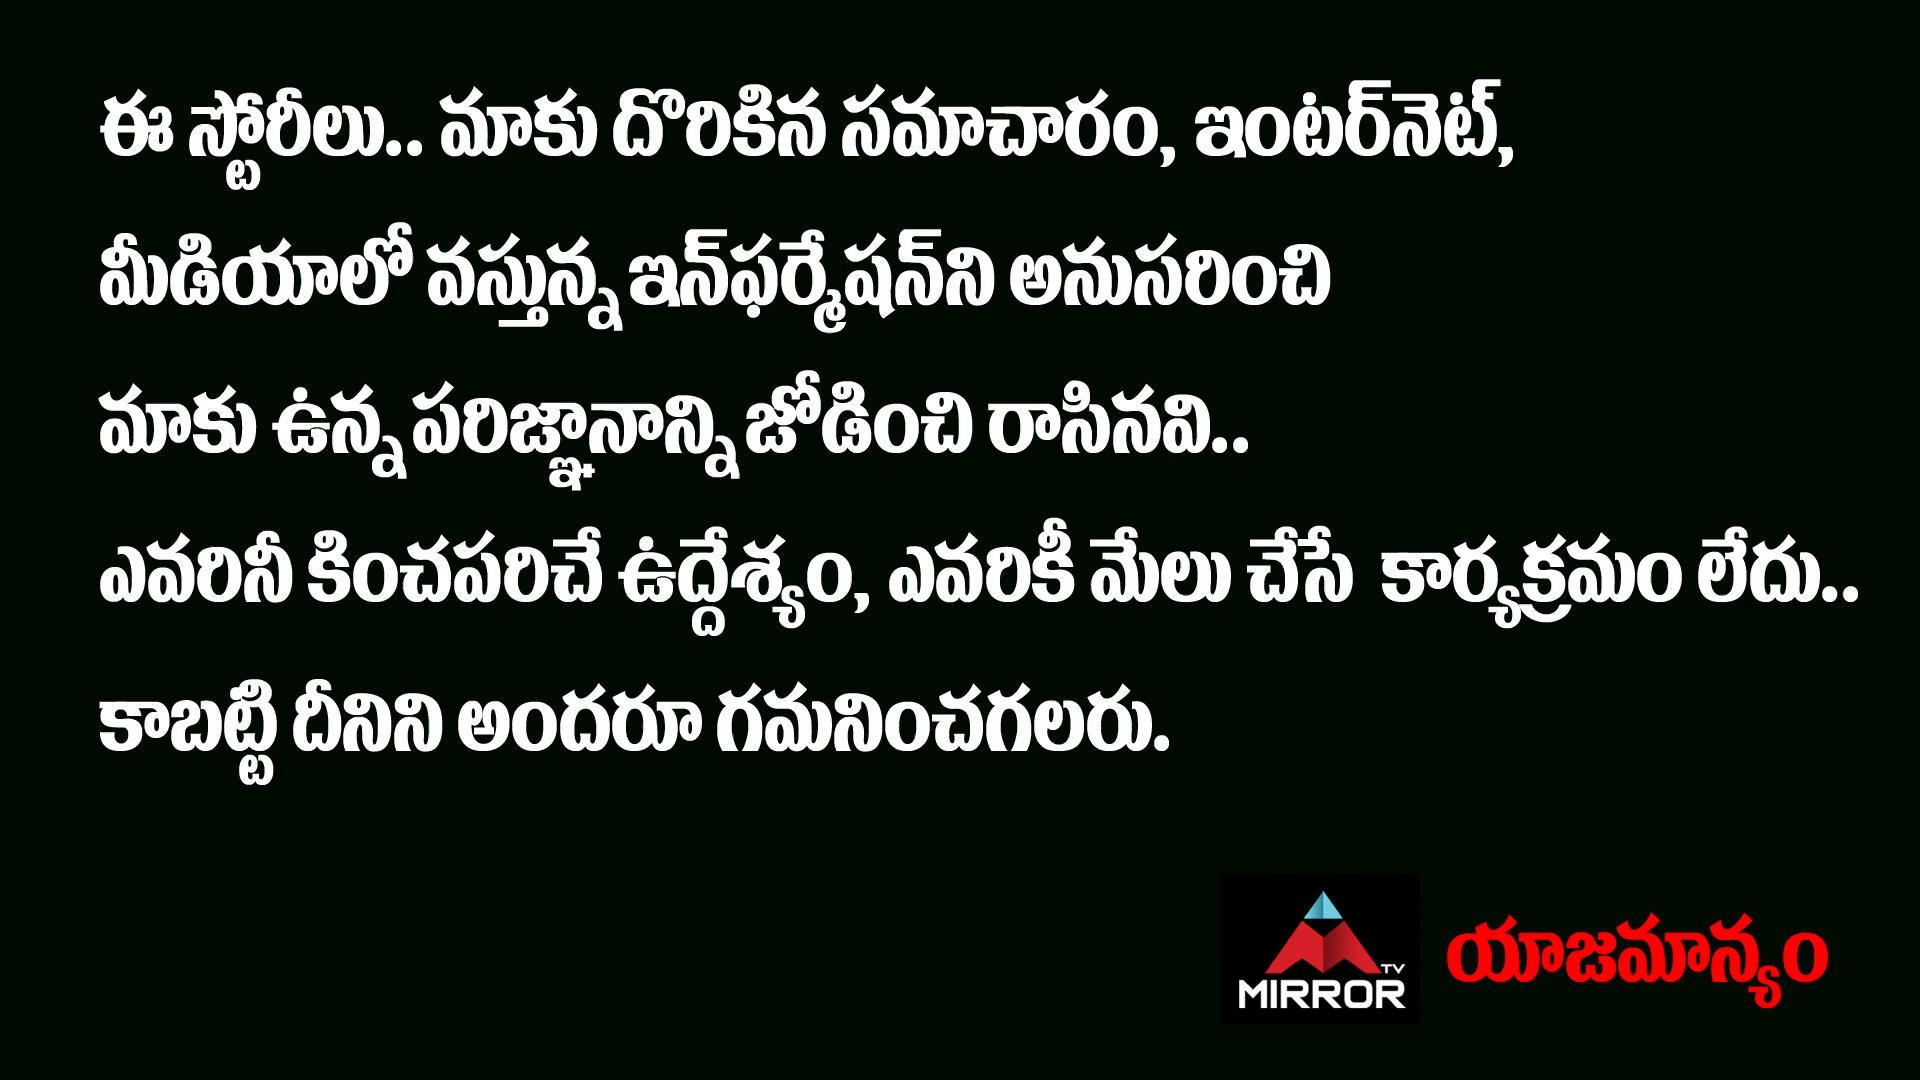 ఈ స్టోరీలు.. మాకు దొరికిన సమాచారం, ఇంటర్‌నెట్,
మీడియాలో వస్తున్న ఇన్‌ఫర్మేషన్‌ని అనుసరించి
మాకు ఉన్న పరిజ్ఞానాన్ని జోడించి రాసినవి..
ఎవరినీ కించపరిచే ఉద్దేశ్యం, ఎవరికీ మేలు చేసే కార్యక్రమం లేదు..
కాబట్టి దీనిని అందరూ గమనించగలరు.
TV
MIRROR
యాజమాన్యం